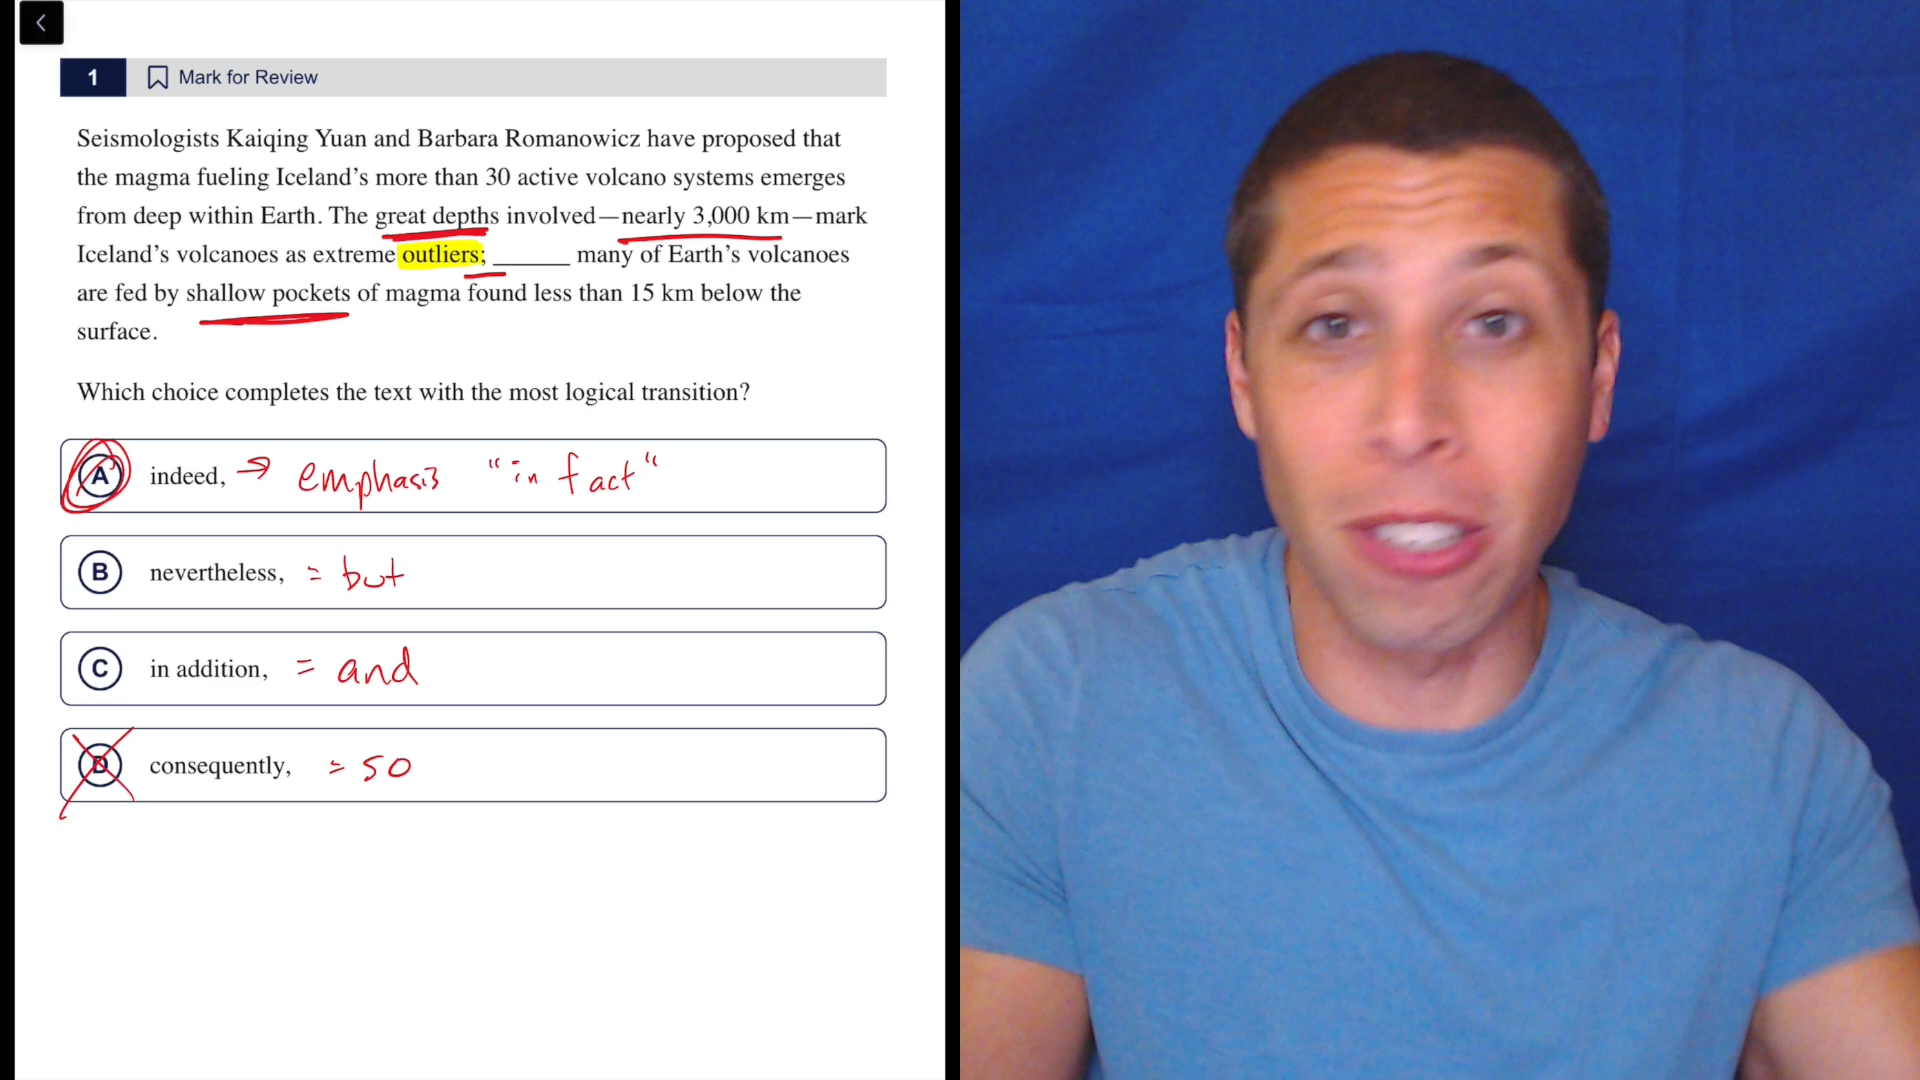 1 Mark for Review
Seismologists Kaiqing Yuan and Barbara Romanowicz have proposed that
the magma fueling Iceland’s more than 30 active volcano systems emerges
from deep within Earth. The great depths involved—nearly 3,000 km—mark
Iceland’s volcanoes as extreme outliers; ______ many of Earth’s volcanoes
are fed by shallow pockets of magma found less than 15 km below the
surface.
Which choice completes the text with the most logical transition?
A indeed, → emphasis "in fact"
B nevertheless, = but
C in addition, = and
D consequently, = so